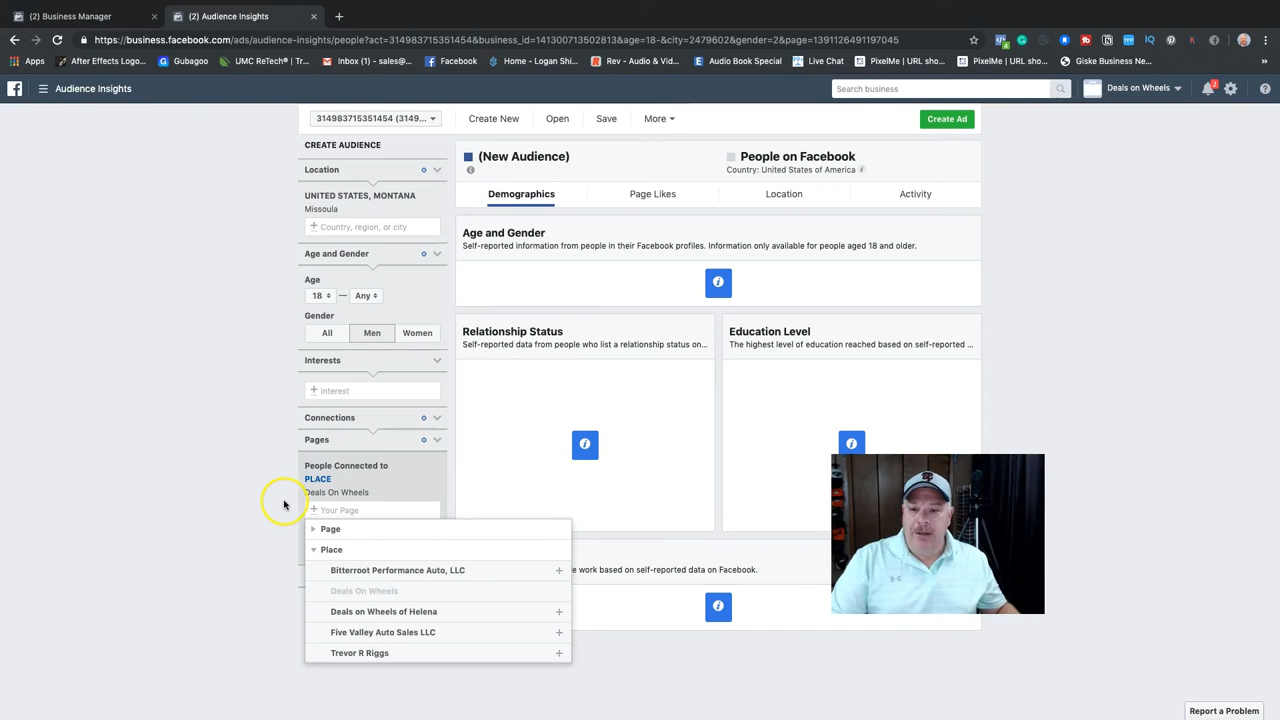 (2) Business Manager
(2) Audience Insights
https://business.facebook.com/ads/audience-insights/people?act=314983715351454&business_id=141300713502813&age=18-&city=2479602&gender=2&page=1391126491197045
Apps
After Effects Logo...
Gubagoo
UMC ReTech® | Tit...
Inbox (1) - sales@...
Facebook
Home - Logan Shi...
Rev - Audio & Vid...
Audio Book Special
Live Chat
PixelMe | URL sho...
PixelMe | URL sho...
Giske Business Ne...
Audience Insights
Search business
Deals on Wheels
2
314983715351454 (3149...
Create New
Open
Save
More
Create Ad
CREATE AUDIENCE
Location
UNITED STATES, MONTANA
Missoula
Country, region, or city
Age and Gender
Age
18 — Any
Gender
All
Men
Women
Interests
Interest
Connections
Pages
People Connected to
PLACE
Deals On Wheels
Your Page
Page
Place
Bitterroot Performance Auto, LLC
Deals On Wheels
Deals on Wheels of Helena
Five Valley Auto Sales LLC
Trevor R Riggs
(New Audience)
People on Facebook
Country: United States of America
Demographics
Page Likes
Location
Activity
Age and Gender
Self-reported information from people in their Facebook profiles. Information only available for people aged 18 and older.
Relationship Status
Self-reported data from people who list a relationship status on...
Education Level
The highest level of education reached based on self-reported ...
e work based on self-reported data on Facebook.
Report a Problem